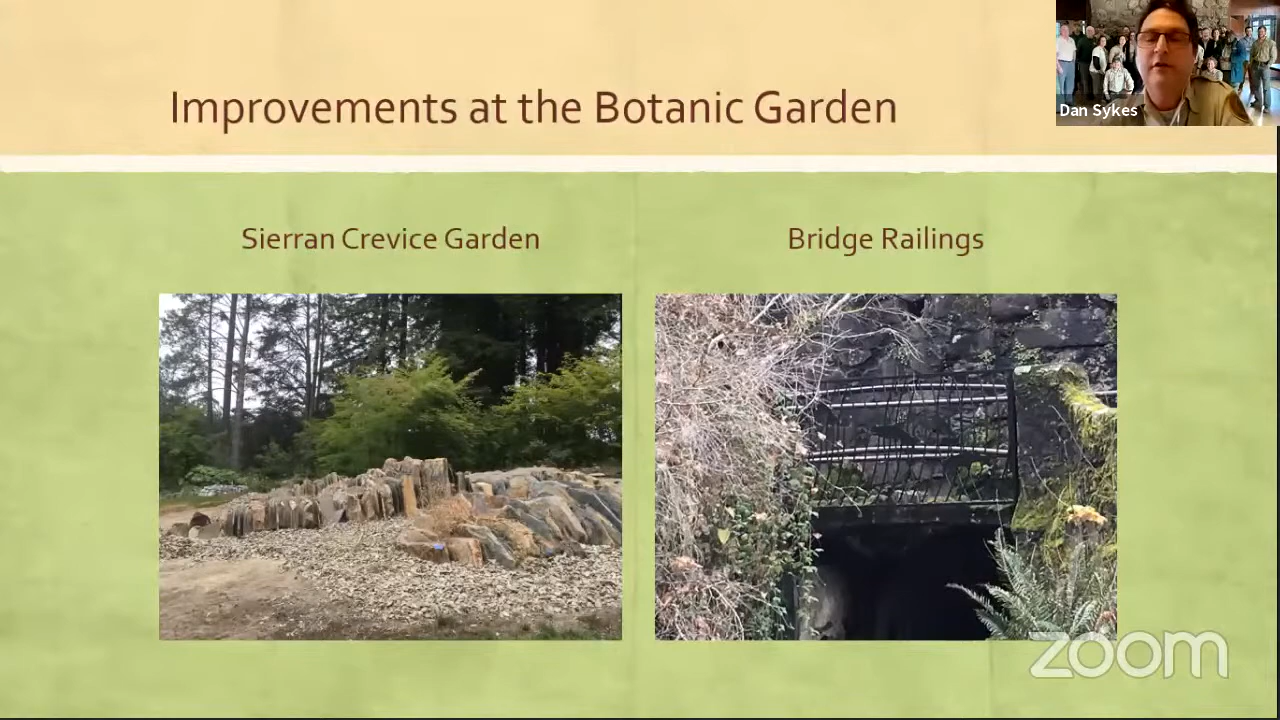 Improvements at the Botanic Garden
Dan Sykes
Sierran Crevice Garden
Bridge Railings
zoom